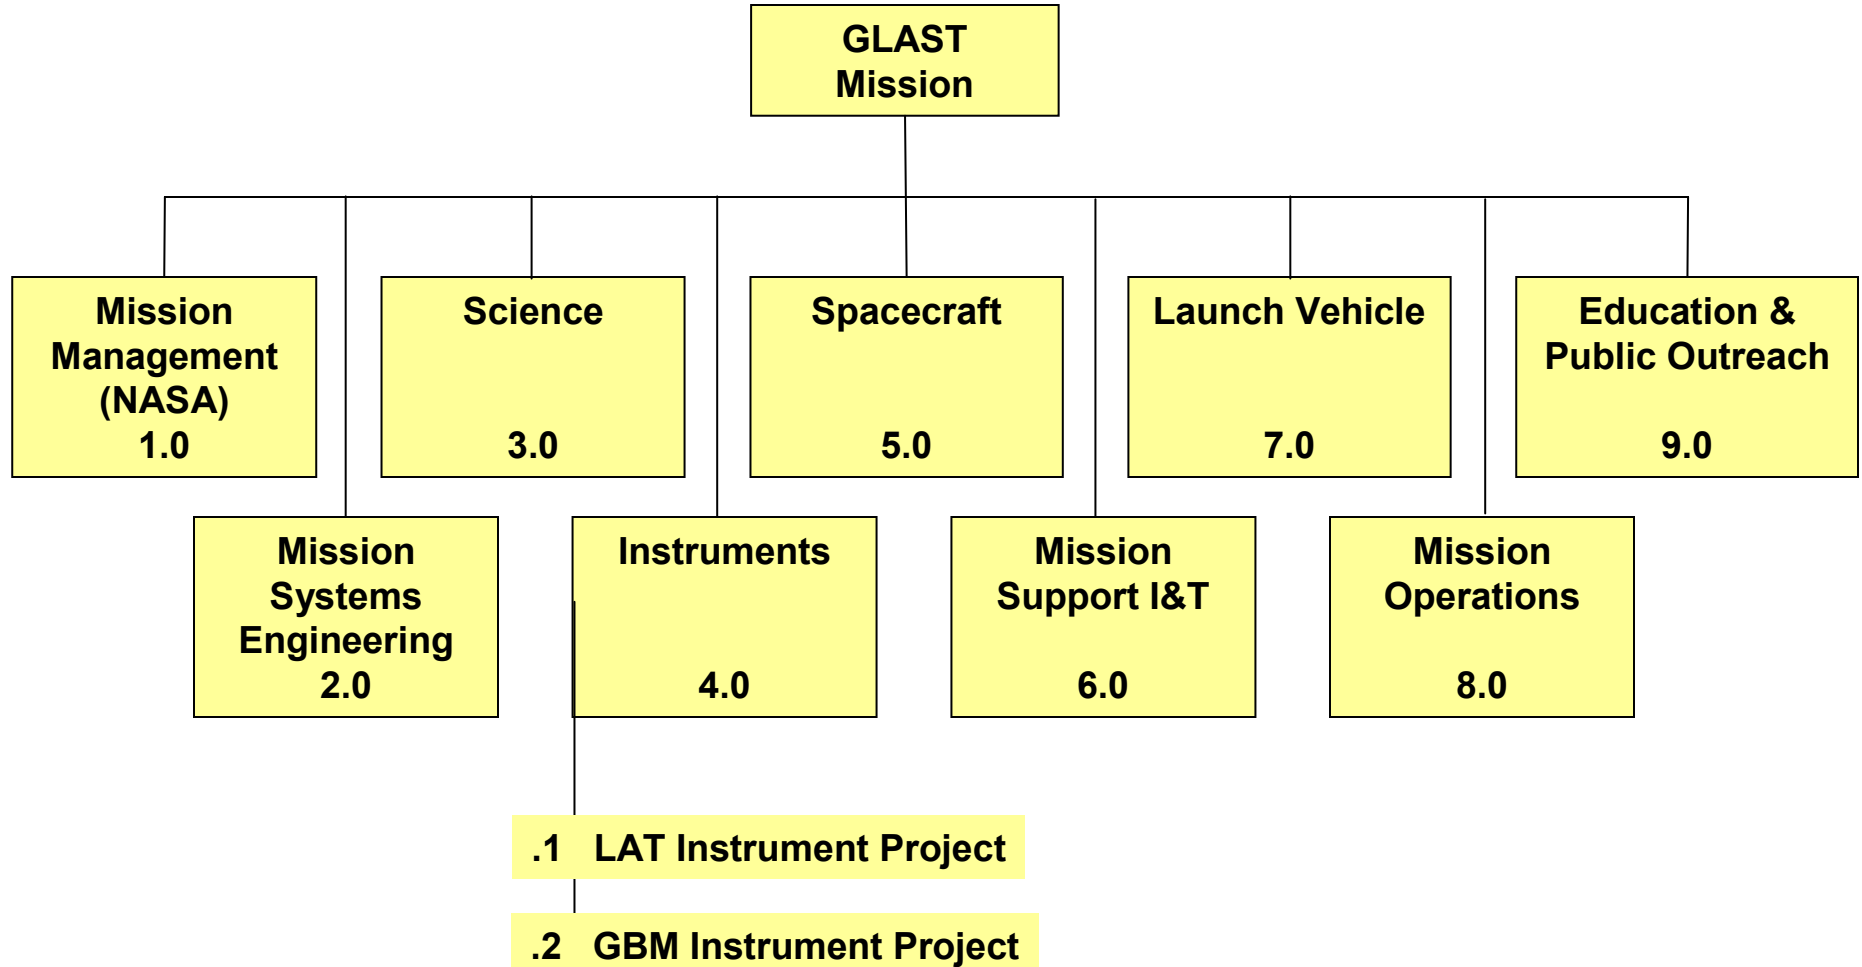 GLAST
Mission
Mission
Management
(NASA)
1.0
Science
3.0
Spacecraft
5.0
Launch Vehicle
7.0
Education &
Public Outreach
9.0
Mission
Systems
Engineering
2.0
Instruments
4.0
Mission
Support I&T
6.0
Mission
Operations
8.0
.1 LAT Instrument Project
.2 GBM Instrument Project